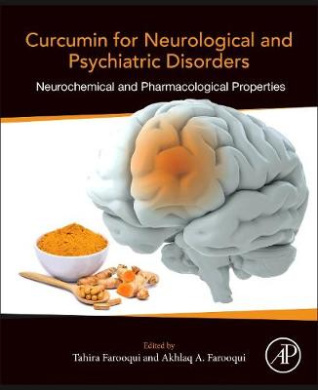 Curcumin for Neurological and
Psychiatric Disorders
Neurochemical and Pharmacological Properties
Edited by
Tahira Farooqui and Akhlaq A. Farooqui
AP